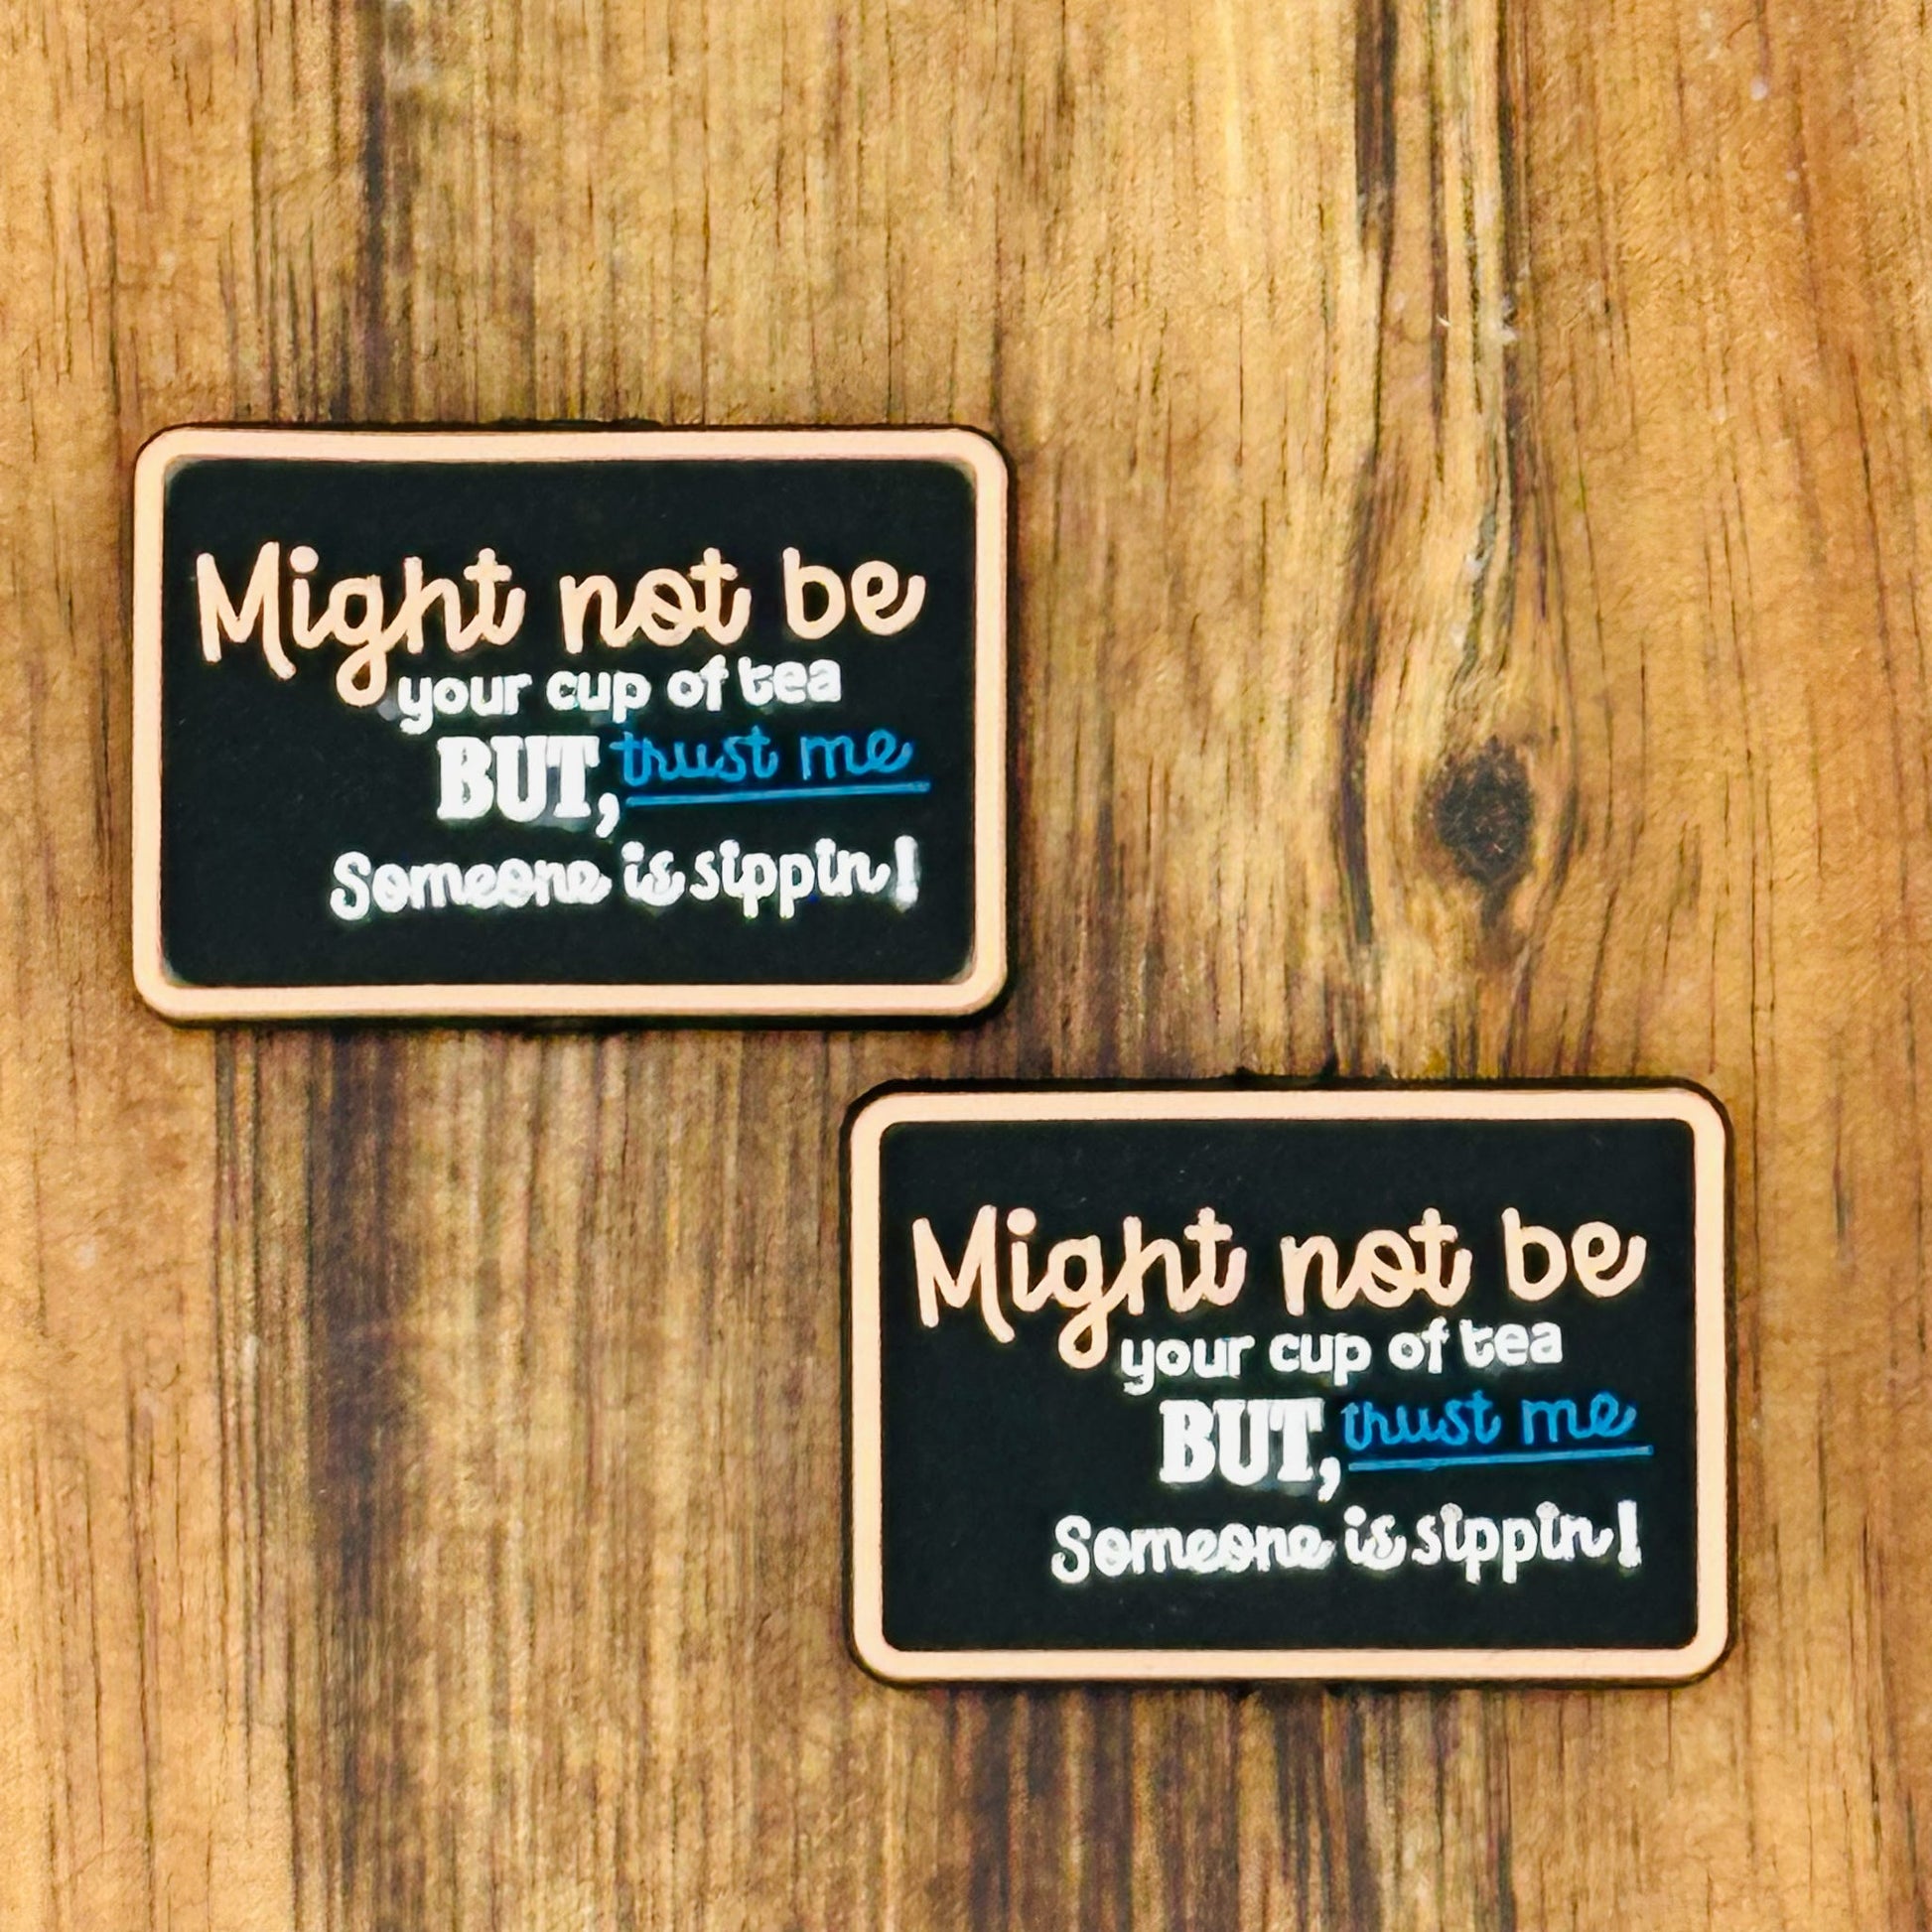 Might not be
your cup of tea
BUT, trust me
Someone is sippin!
Might not be
your cup of tea
BUT, trust me
Someone is sippin!